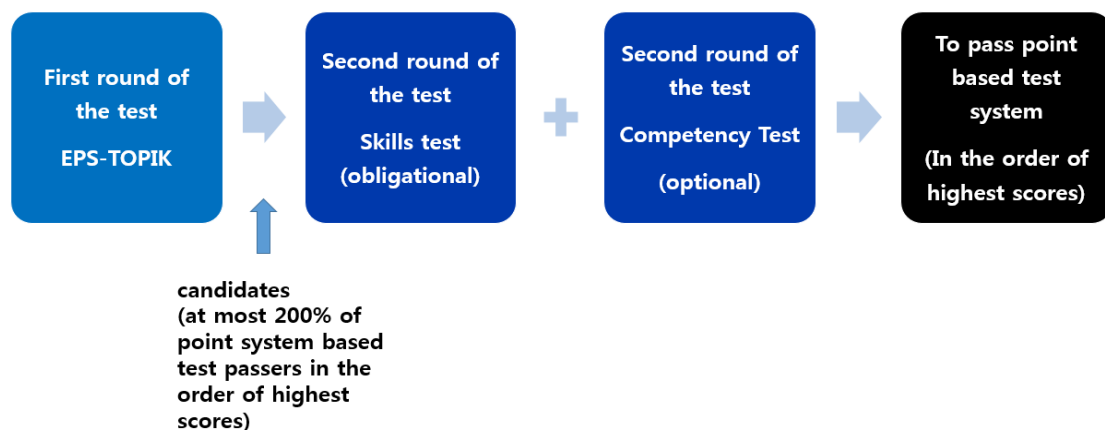 First round of
the test
EPS-TOPIK
Second round of
the test
Skills test
(obligational)
Second round of
the test
Competency Test
(optional)
To pass point
based test
system
(In the order of
highest scores)
candidates
(at most 200% of
point system based
test passers in the
order of highest
scores)